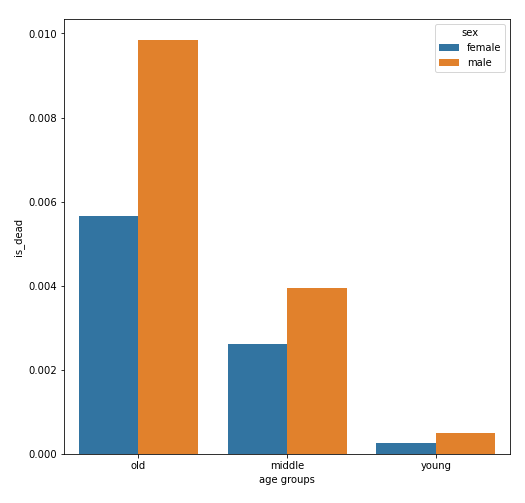 sex
female
male
0.010
0.008
0.006
0.004
0.002
0.000
is_dead
old middle young
age groups